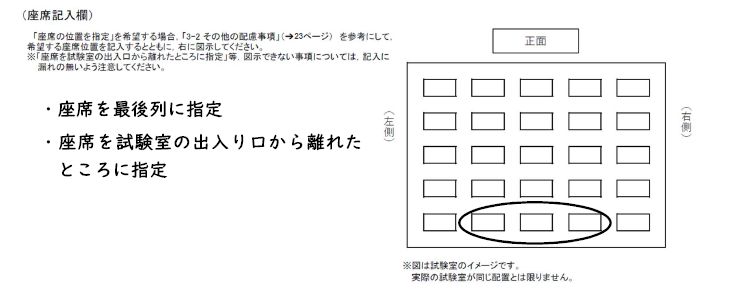 （座席記入欄）
「座席の位置を指定」を希望する場合，「3-2 その他の配慮事項」（➔23ページ） を参考にして，
希望する座席位置を記入するとともに，右に図示してください。
※「座席を試験室の出入口から離れたところに指定」等，図示できない事項については，記入に
漏れの無いよう注意してください。
・座席を最後列に指定
・座席を試験室の出入り口から離れた
ところに指定
正面
（左側）
（右側）
※図は試験室のイメージです。
実際の試験室が同じ配置とは限りません。